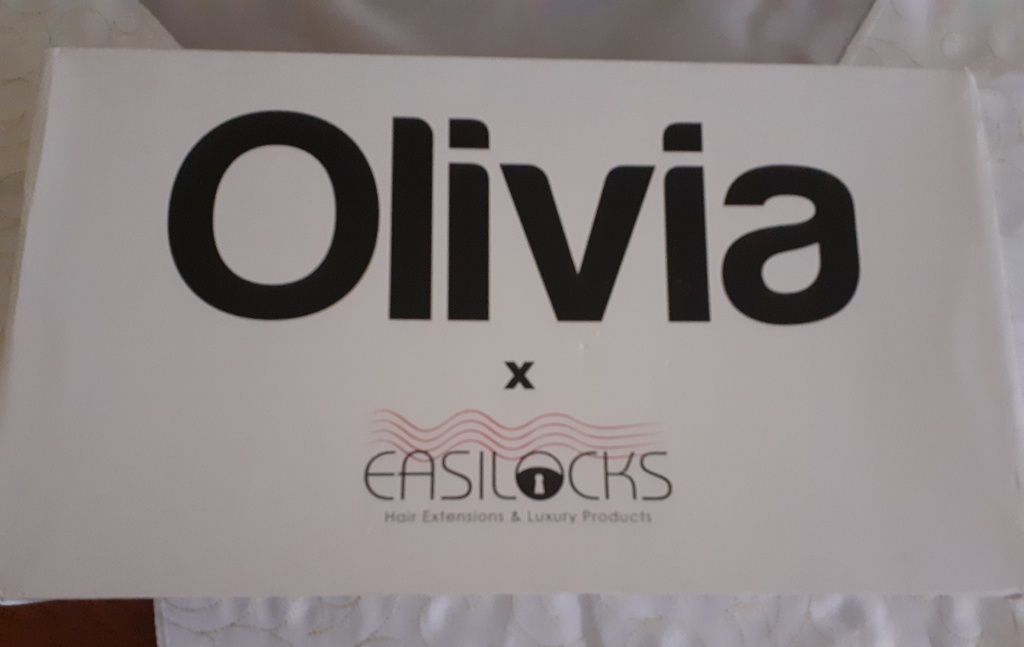 Olivia
x
EASILOCKS
Hair Extensions & Luxury Products